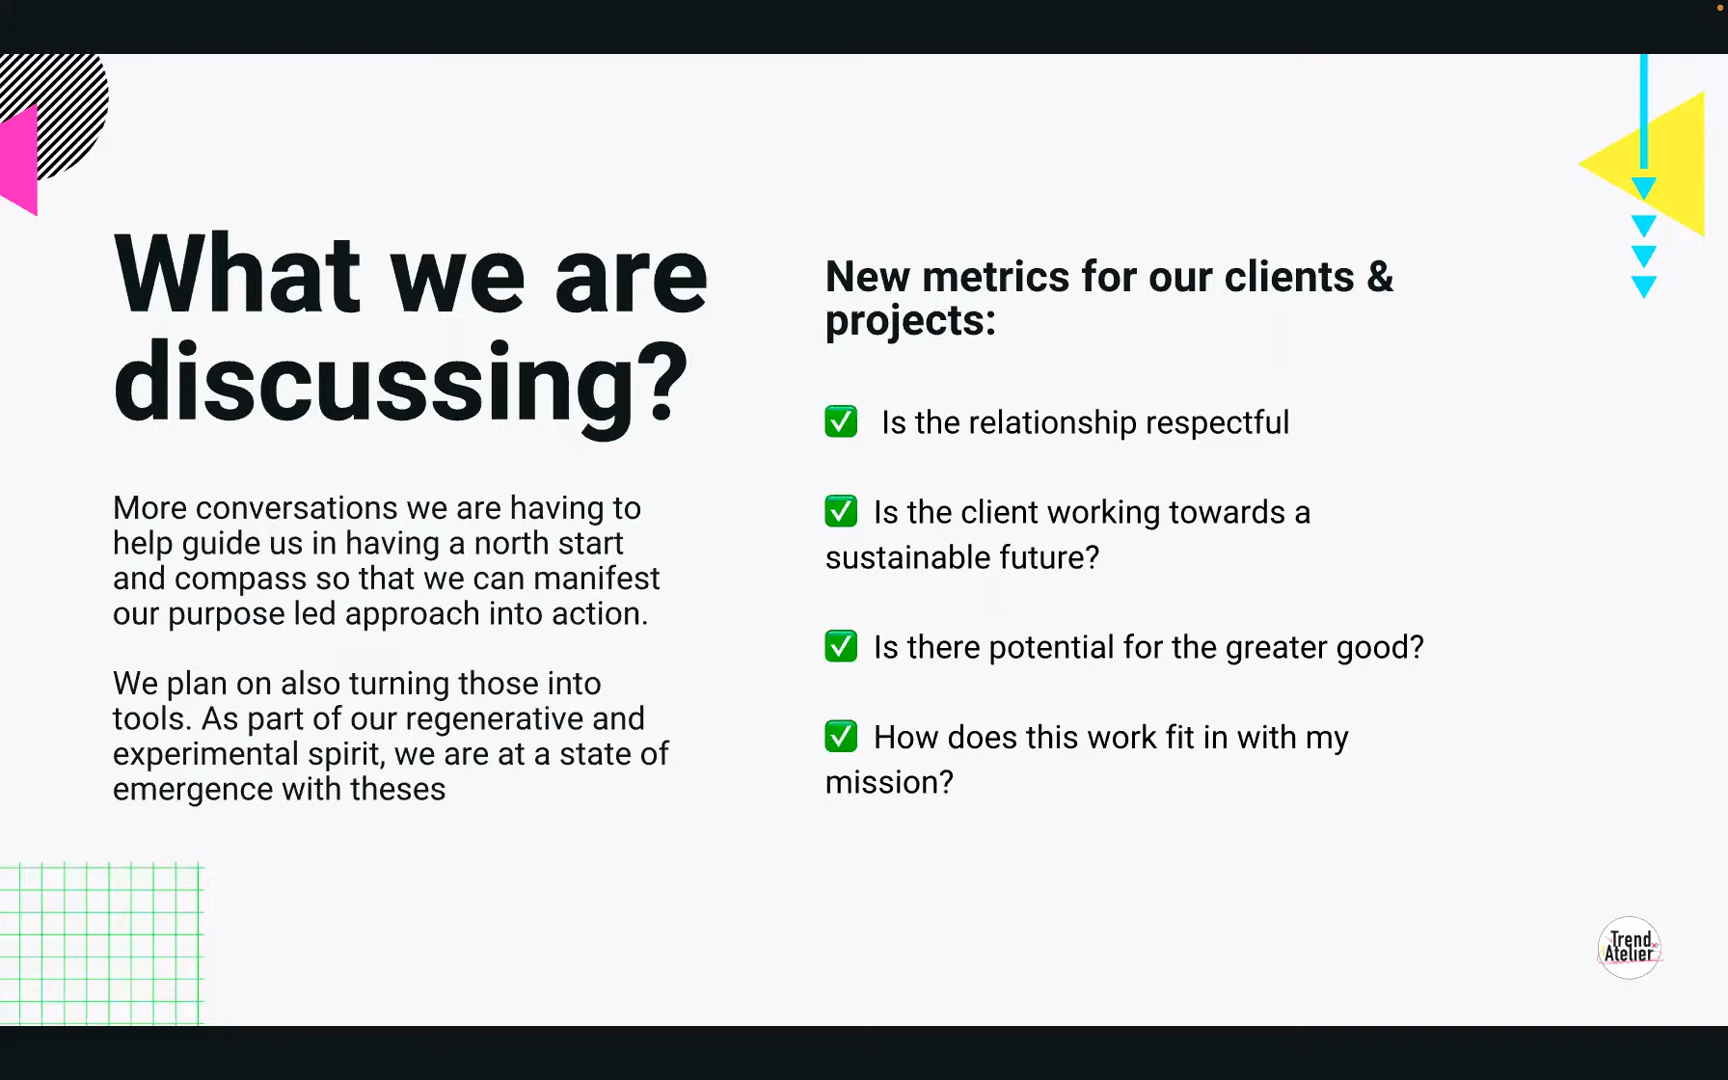 What we are
discussing?
More conversations we are having to
help guide us in having a north start
and compass so that we can manifest
our purpose led approach into action.
We plan on also turning those into
tools. As part of our regenerative and
experimental spirit, we are at a state of
emergence with theses
New metrics for our clients &
projects:
✅ Is the relationship respectful
✅ Is the client working towards a
sustainable future?
✅ Is there potential for the greater good?
✅ How does this work fit in with my
mission?
Trend
Atelier